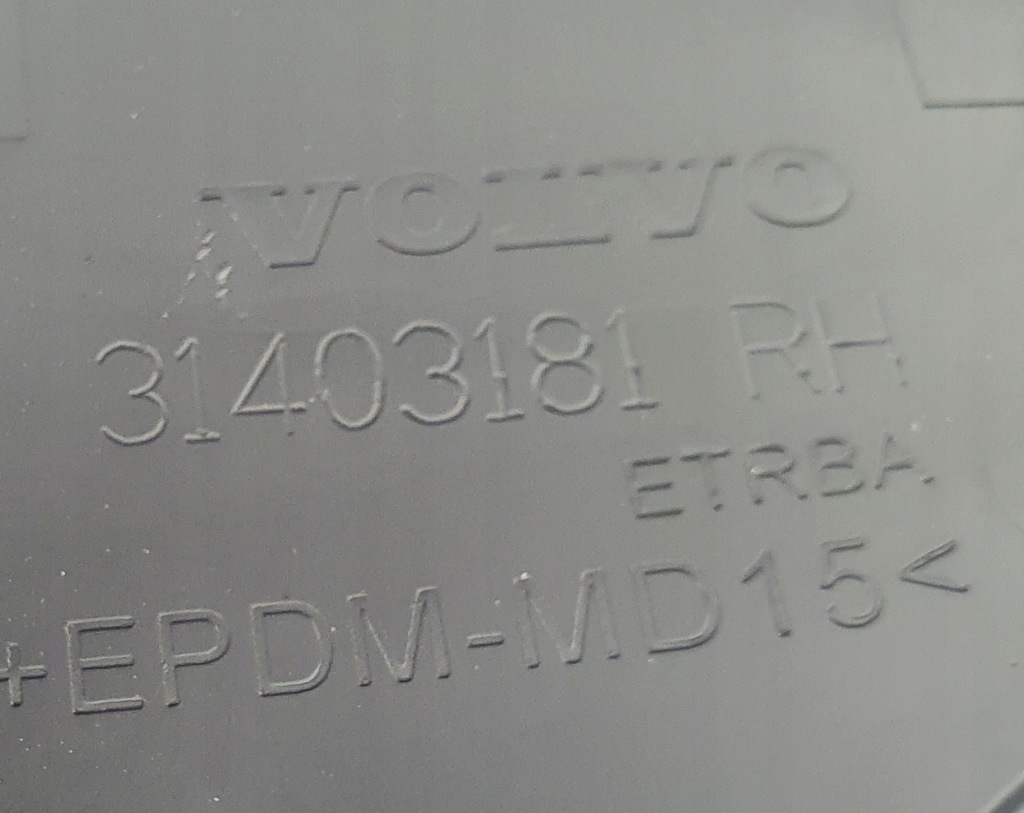 VOLVO
31403181 RH
ETRBA
+EPDM-MD15<